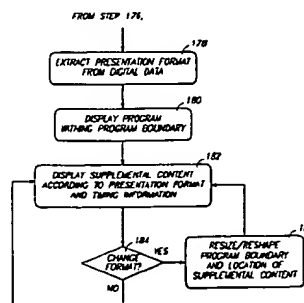 FROM STEP 176,
178
EXTRACT PRESENTATION FORMAT
FROM DIGITAL DATA
180
DISPLAY PROGRAM
WITHING PROGRAM BOUNDARY
182
DISPLAY SUPPLEMENTAL CONTENT
ACCORDING TO PRESENTATION FORMAT
AND TIMING INFORMATION
184
CHANGE
FORMAT?
YES
NO
RESIZE/RESHAPE
PROGRAM BOUNDARY
AND LOCATION OF
SUPPLEMENTAL CONTENT